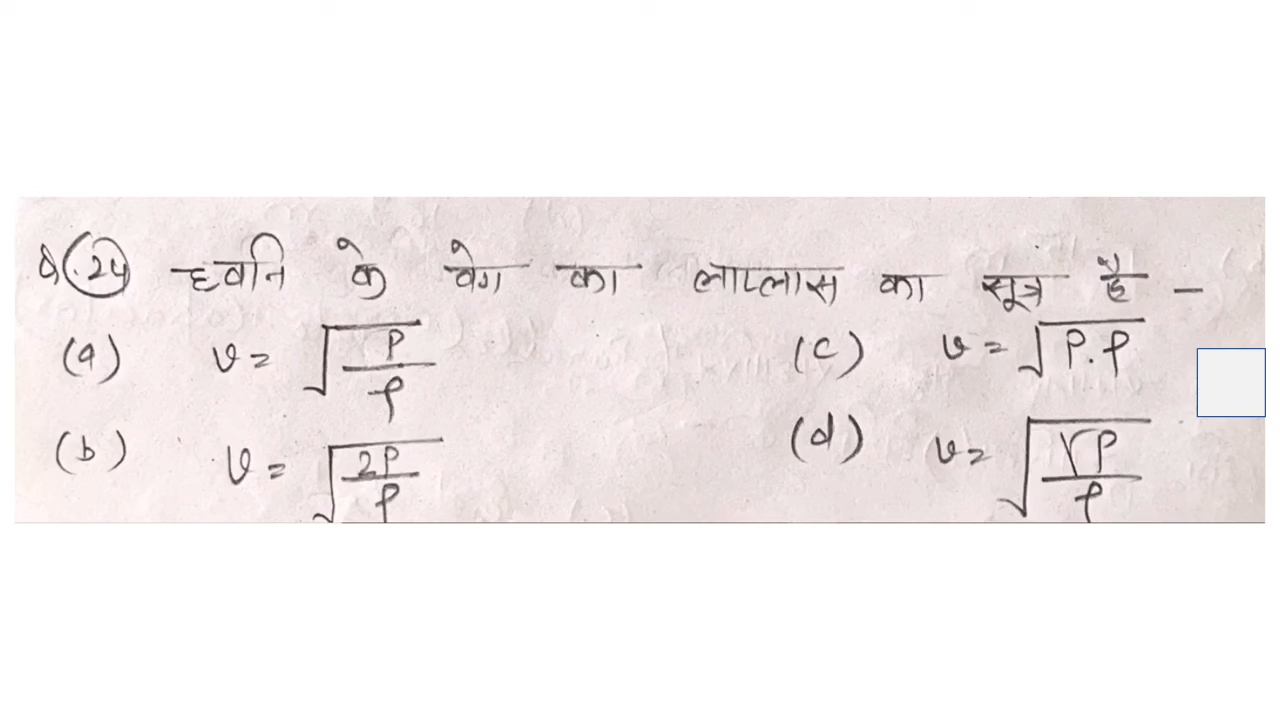 Q.24 ध्वनि के वेग का लाप्लास का सूत्र है -
(a) v = √(P/ρ) (c) v = √(P.ρ)
(b) v = √(2P/ρ) (d) v = √(γP/ρ)